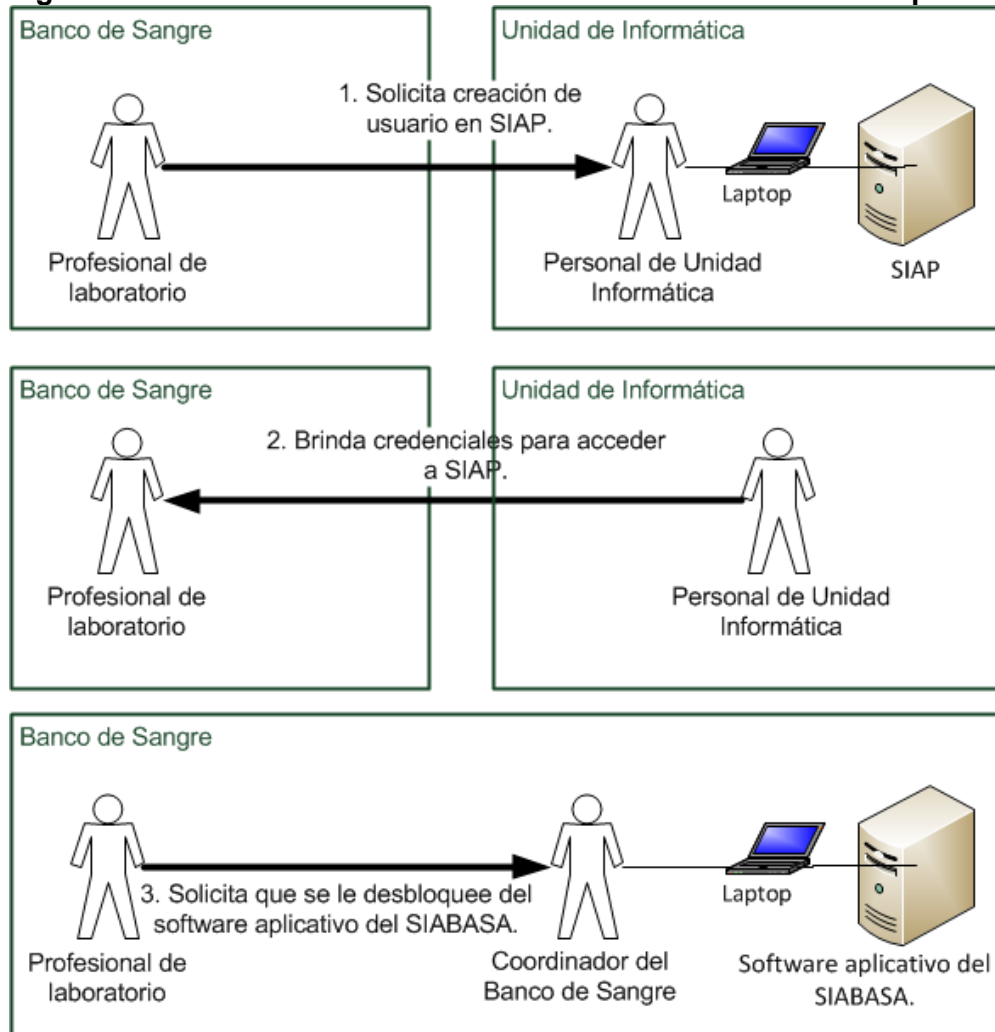 Banco de Sangre
Unidad de Informática
1. Solicita creación de
usuario en SIAP.
Laptop
Profesional de
laboratorio
Personal de Unidad
Informática
SIAP
Banco de Sangre
Unidad de Informática
2. Brinda credenciales para acceder
a SIAP.
Profesional de
laboratorio
Personal de Unidad
Informática
Banco de Sangre
3. Solicita que se le desbloquee del
software aplicativo del SIABASA.
Laptop
Profesional de
laboratorio
Coordinador del
Banco de Sangre
Software aplicativo del
SIABASA.